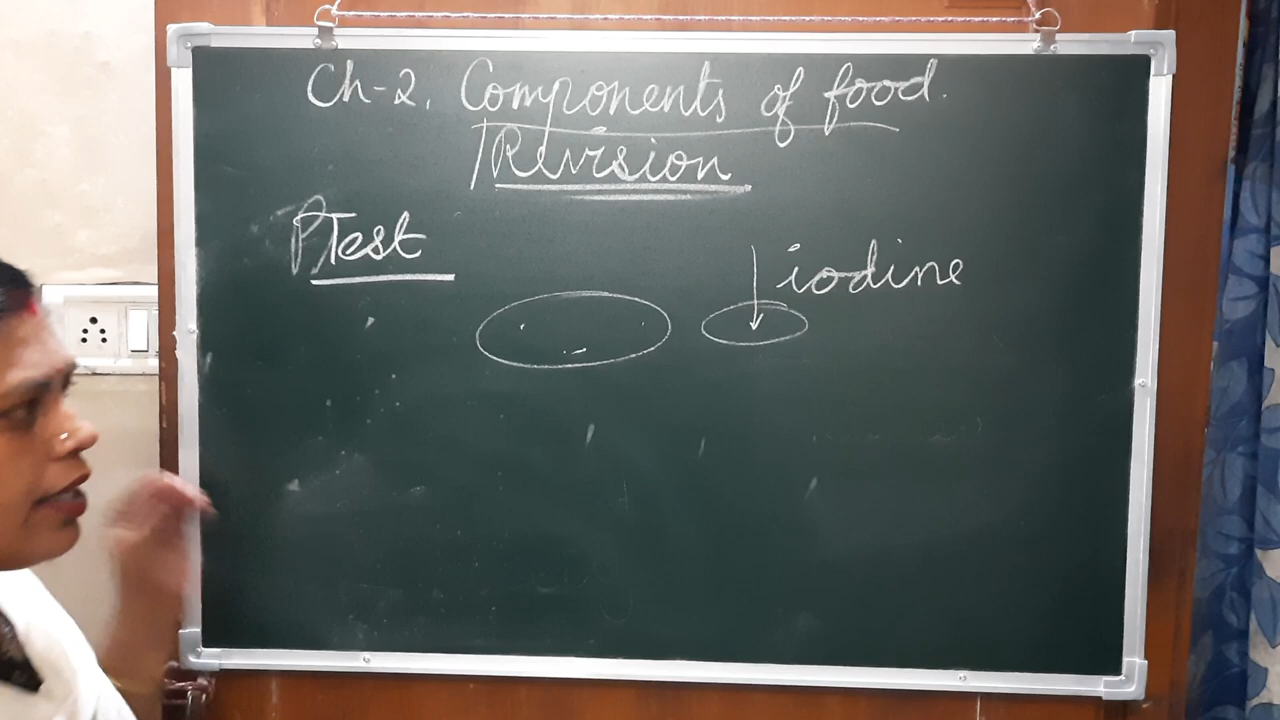 Ch-2. Components of food.
Revision
Test
iodine